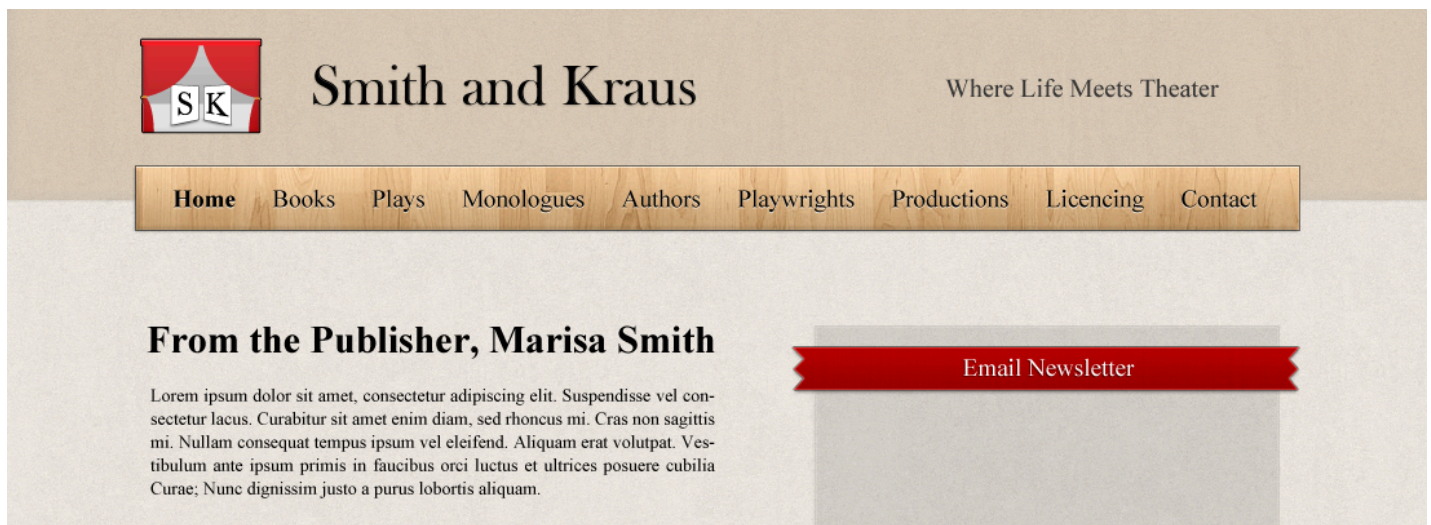 S K
Smith and Kraus
Where Life Meets Theater
Home Books Plays Monologues Authors Playwrights Productions Licencing Contact
From the Publisher, Marisa Smith
Lorem ipsum dolor sit amet, consectetur adipiscing elit. Suspendisse vel con-
sectetur lacus. Curabitur sit amet enim diam, sed rhoncus mi. Cras non sagittis
mi. Nullam consequat tempus ipsum vel eleifend. Aliquam erat volutpat. Ves-
tibulum ante ipsum primis in faucibus orci luctus et ultrices posuere cubilia
Curae; Nunc dignissim justo a purus lobortis aliquam.
Email Newsletter